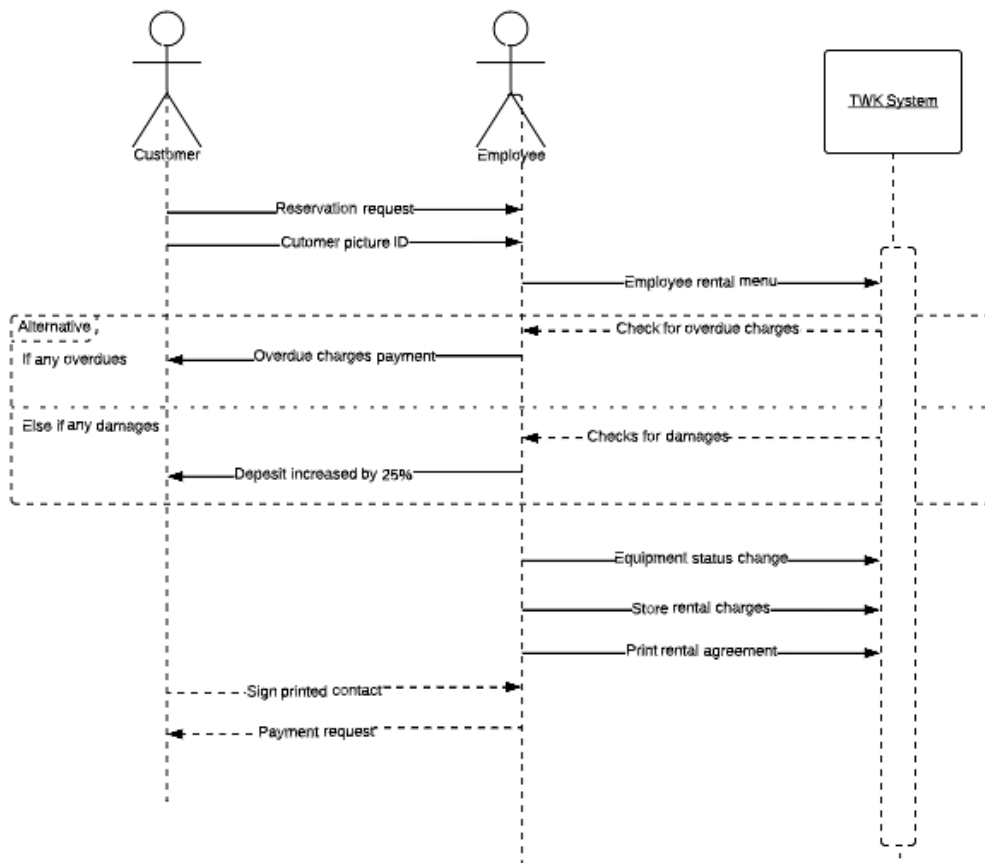 TWK System
Customer
Employee
Reservation request
Cutomer picture ID
Employee rental menu
Alternative
Check for overdue charges
If any overdues
Overdue charges payment
Else if any damages
Checks for damages
Deposit increased by 25%
Equipment status change
Store rental charges
Print rental agreement
Sign printed contact
Payment request